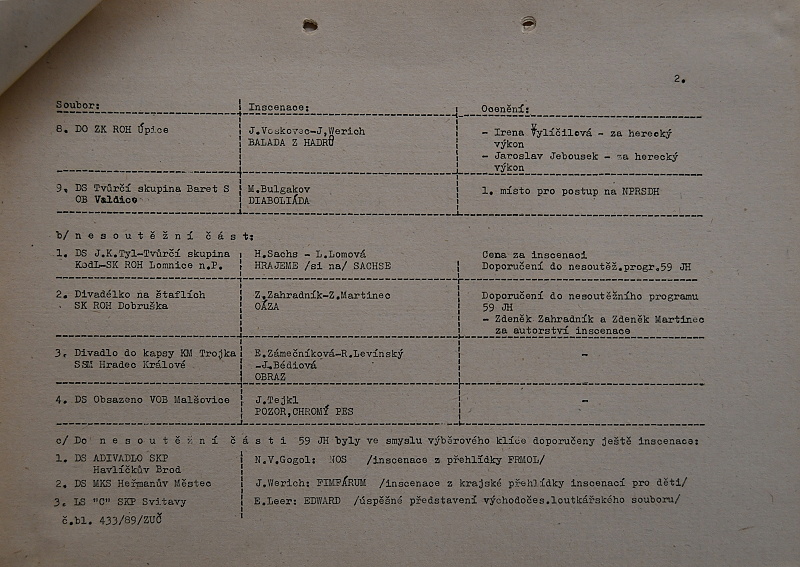 2.
Soubor: Inscenace: Ocenění:
8. DO ZK ROH Úpice J.Voskovec-J.Werich - Irena Vylíčilová - za herecký
BALADA Z HADRŮ výkon
- Jaroslav Jebousek - za herecký
výkon
9. DS Tvůrčí skupina Baret S M.Bulgakov 1. místo pro postup na NPRSDH
OB Valdice DIABOLIÁDA
b/ n e s o u t ě ž n í č á s t:
1. DS J.K.Tyl-Tvůrčí skupina H.Sachs - L.Lomová Cena za inscenaci
KodL-SK ROH Lomnice n.P. HRAJEME /si na/ SACHSE Doporučení do nesoutěž.progr.59 JH
2. Divadélko na štaflích Z.Zahradník-Z.Martinec Doporučení do nesoutěžního programu
SK ROH Dobruška OÁZA 59 JH
- Zdeněk Zahradník a Zdeněk Martinec
za autorství inscenace
3. Divadlo do kapsy KM Trojka E.Zámečníková-R.Levínský -
SSM Hradec Králové -J.Bédiová
OBRAZ
4. DS Obsazeno VOB Malšovice J.Tejkl -
POZOR,CHROMÝ PES
c/ Do n e s o u t ě ž n í č á s t i 59 JH byly ve smyslu výběrového klíče doporučeny ještě inscenace:
1. DS ADIVADLO SKP N.V.Gogol: NOS /inscenace z přehlídky FRMOL/
Havlíčkův Brod
2. DS MKS Heřmanův Městec J.Werich: FIMFÁRUM /inscenace z krajské přehlídky inscenací pro děti/
3. LS "C" SKP Svitavy E.Leer: EDWARD /úspěšné představení východočes.loutkářského souboru/
č.bl. 433/89/ZUČ